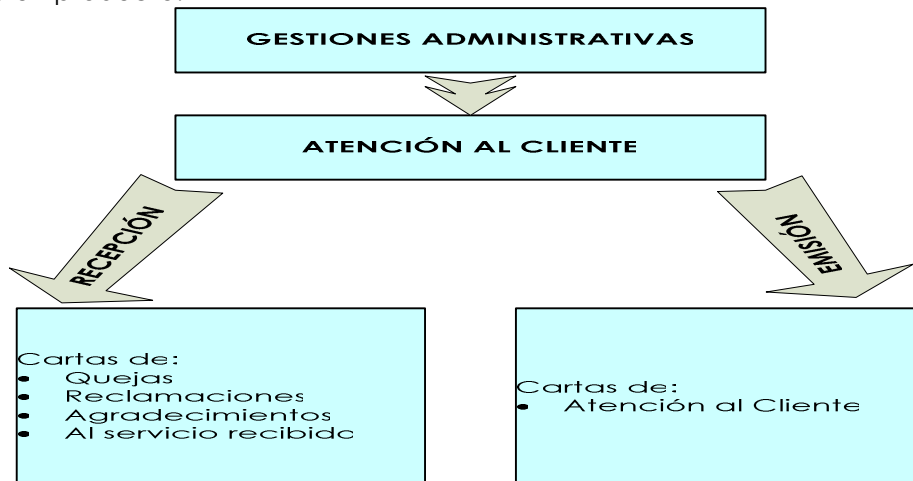 GESTIONES ADMINISTRATIVAS
ATENCIÓN AL CLIENTE
RECEPCIÓN
EMISIÓN
Cartas de:
• Quejas
• Reclamaciones
• Agradecimientos
• Al servicio recibido
Cartas de:
• Atención al Cliente